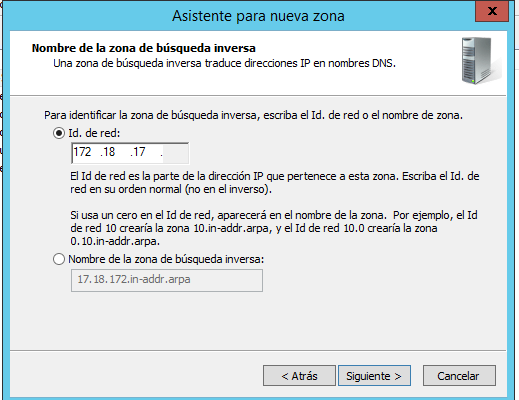 Asistente para nueva zona
x
Nombre de la zona de búsqueda inversa
Una zona de búsqueda inversa traduce direcciones IP en nombres DNS.
Para identificar la zona de búsqueda inversa, escriba el Id. de red o el nombre de zona.
Id. de red:
172 .18 .17 .
El Id de red es la parte de la dirección IP que pertenece a esta zona. Escriba el Id. de
red en su orden normal (no en el inverso).
Si usa un cero en el Id de red, aparecerá en el nombre de la zona. Por ejemplo, el Id
de red 10 crearía la zona 10.in-addr.arpa, y el Id de red 10.0 crearía la zona
0.10.in-addr.arpa.
Nombre de la zona de búsqueda inversa:
17.18.172.in-addr.arpa
< Atrás Siguiente > Cancelar